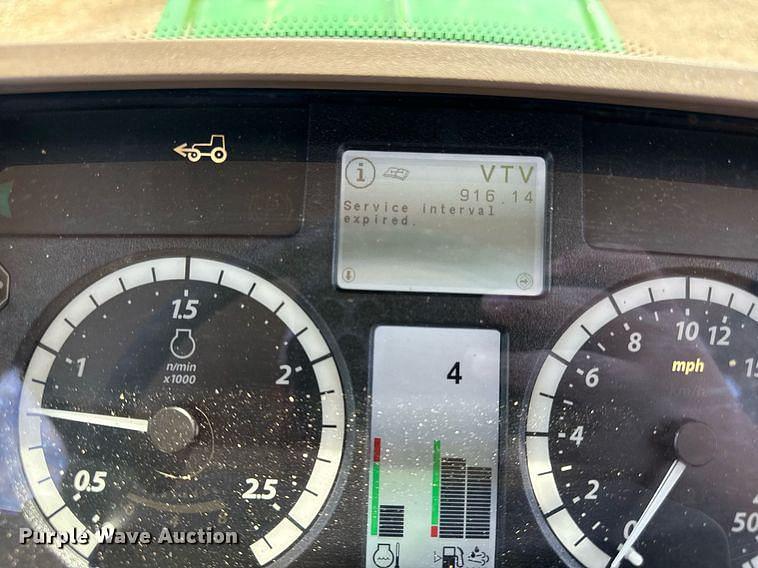 i VTV
916.14
Service interval
expired.
1.5
n/min
x1000
1
2
0.5
2.5
4
10
12
8
15
6
mph
4
2
0
50
Purple Wave Auction